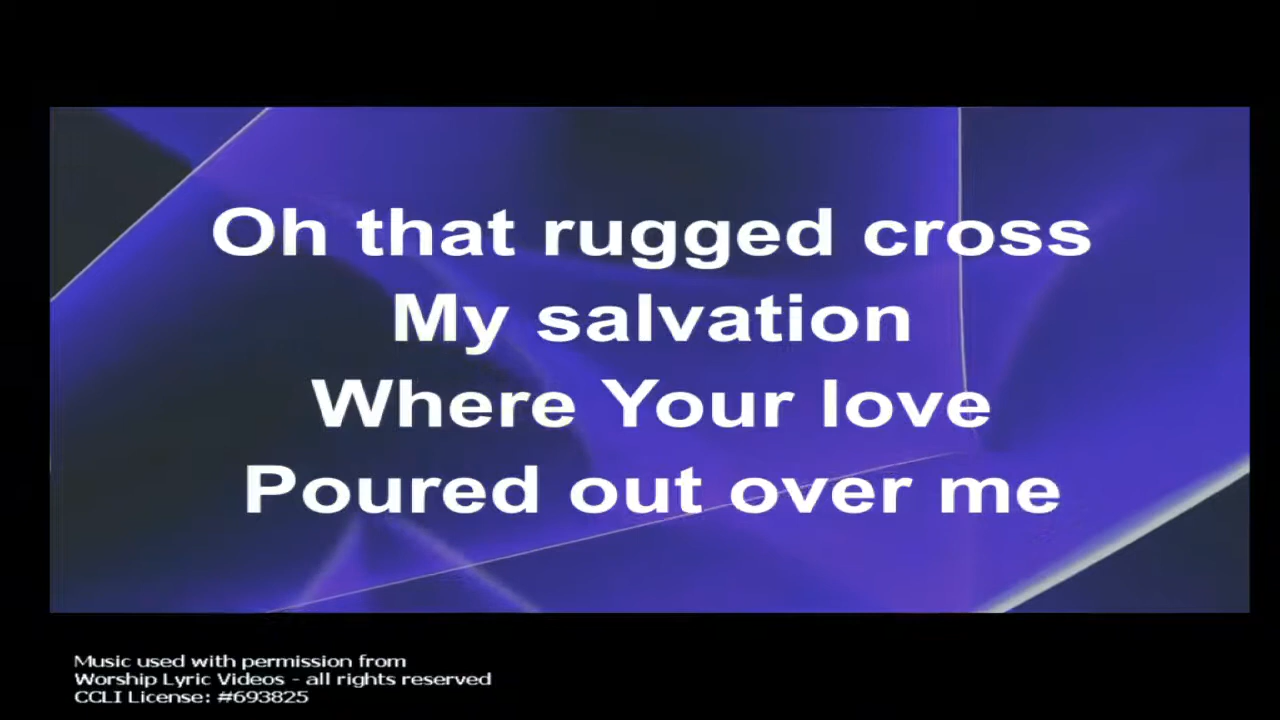 Oh that rugged cross
My salvation
Where Your love
Poured out over me
Music used with permission from
Worship Lyric Videos - all rights reserved
CCLI License: #693825